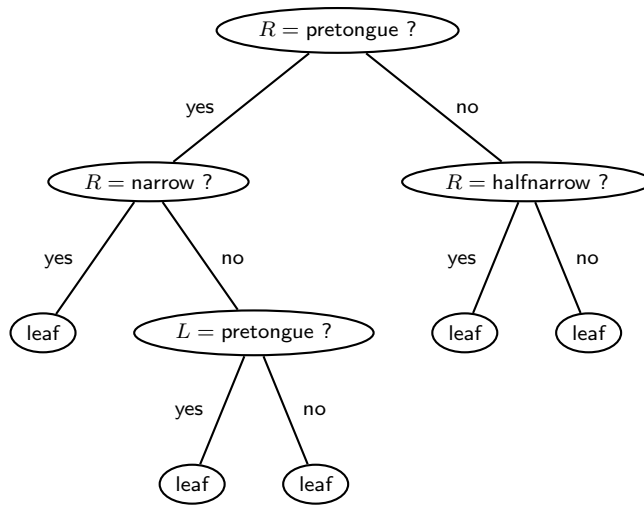 R = pretongue ?
yes
no
R = narrow ?
R = halfnarrow ?
yes
no
yes
no
leaf
L = pretongue ?
leaf
leaf
yes
no
leaf
leaf